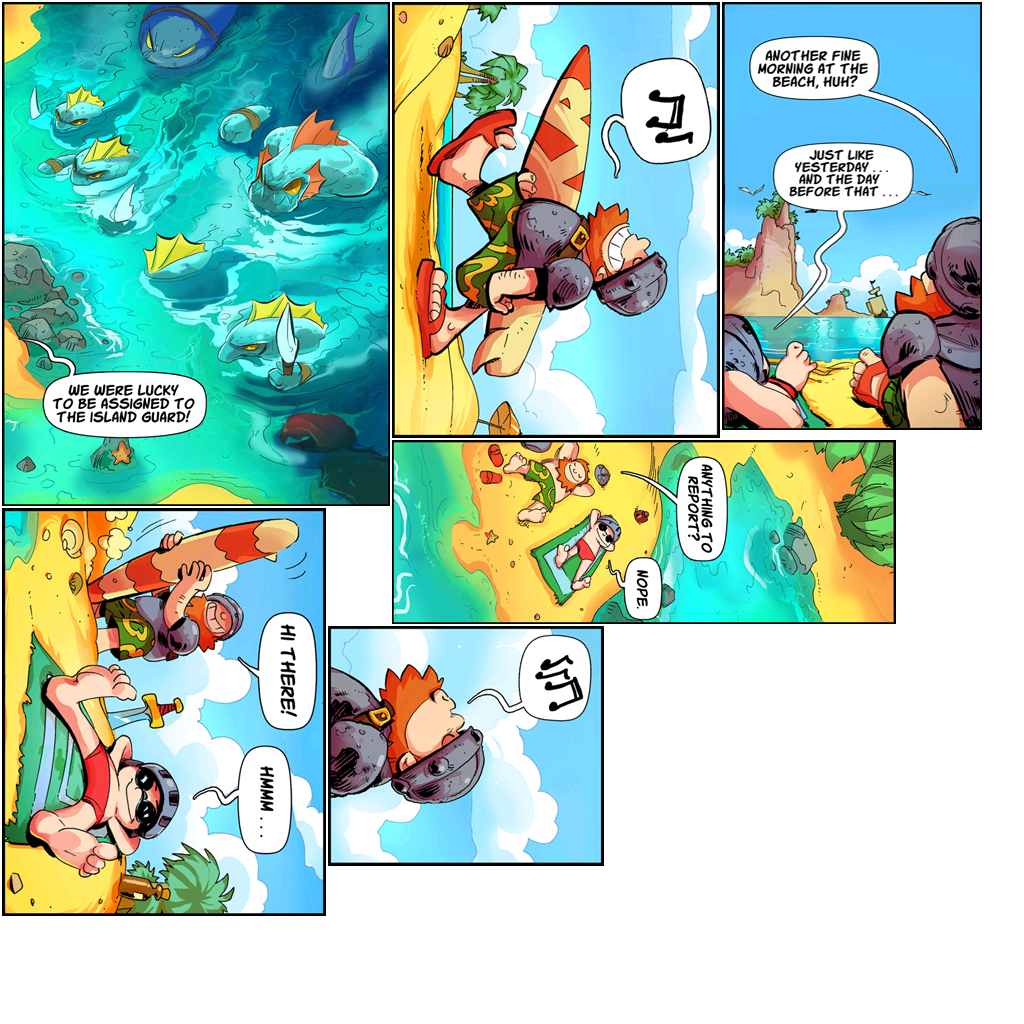 ANOTHER FINE
MORNING AT THE
BEACH, HUH?
JUST LIKE
YESTERDAY ...
AND THE DAY
BEFORE THAT ...
WE WERE LUCKY
TO BE ASSIGNED TO
THE ISLAND GUARD!
ANYTHING TO
REPORT?
NOPE.
HI THERE!
HMMM ...